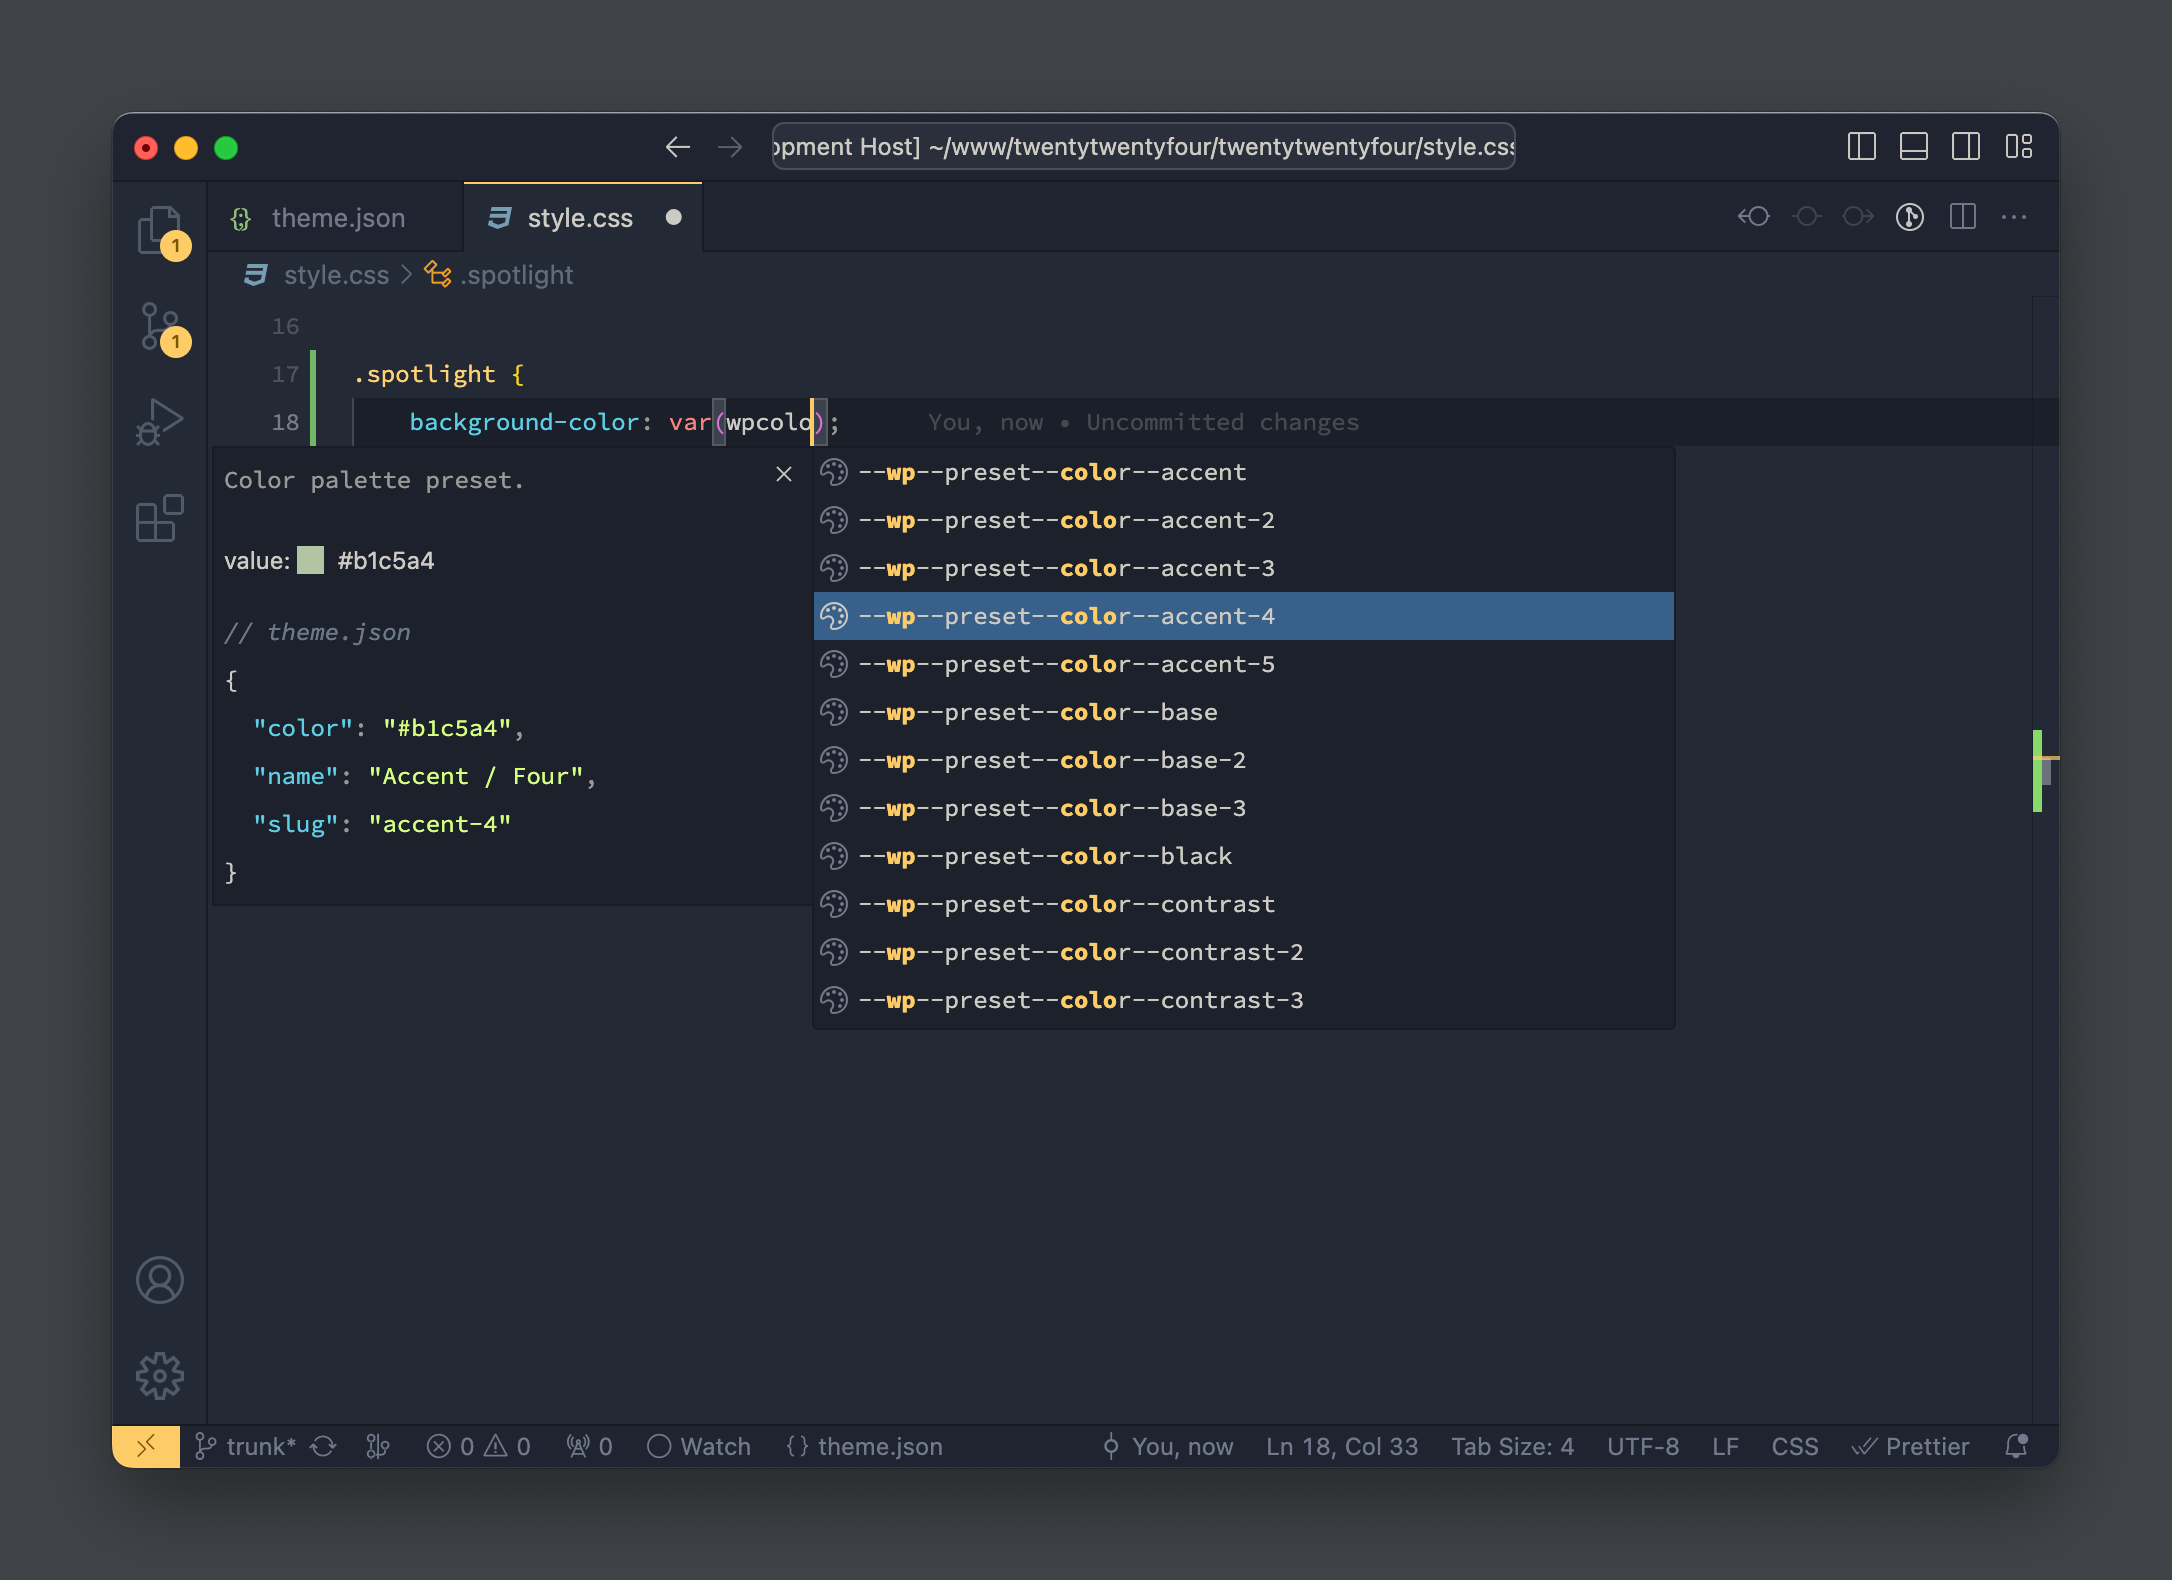 opment Host] ~/www/twentytwentyfour/twentytwentyfour/style.css
1
1
theme.json
style.css
style.css > .spotlight
16
17 .spotlight {
18 background-color: var(wpcolo); You, now • Uncommitted changes
Color palette preset.
value: #b1c5a4
// theme.json
{
"color": "#b1c5a4",
"name": "Accent / Four",
"slug": "accent-4"
}
--wp--preset--color--accent
--wp--preset--color--accent-2
--wp--preset--color--accent-3
--wp--preset--color--accent-4
--wp--preset--color--accent-5
--wp--preset--color--base
--wp--preset--color--base-2
--wp--preset--color--base-3
--wp--preset--color--black
--wp--preset--color--contrast
--wp--preset--color--contrast-2
--wp--preset--color--contrast-3
trunk* 0 0 0 Watch {} theme.json You, now Ln 18, Col 33 Tab Size: 4 UTF-8 LF CSS Prettier